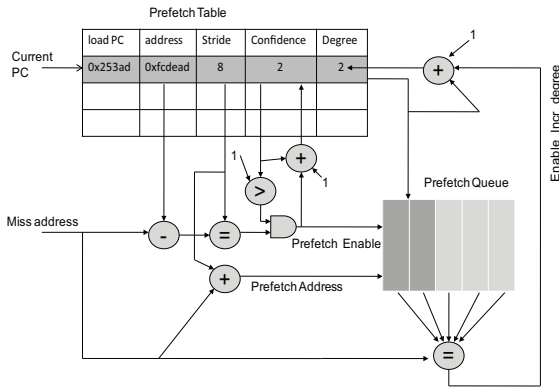 Prefetch Table
load PC address Stride Confidence Degree
Current PC
0x253ad 0xfcdead 8 2 2
1
+
Enable Incr degree
1
+
1
>
Prefetch Queue
Miss address
-
=
Prefetch Enable
+
Prefetch Address
=